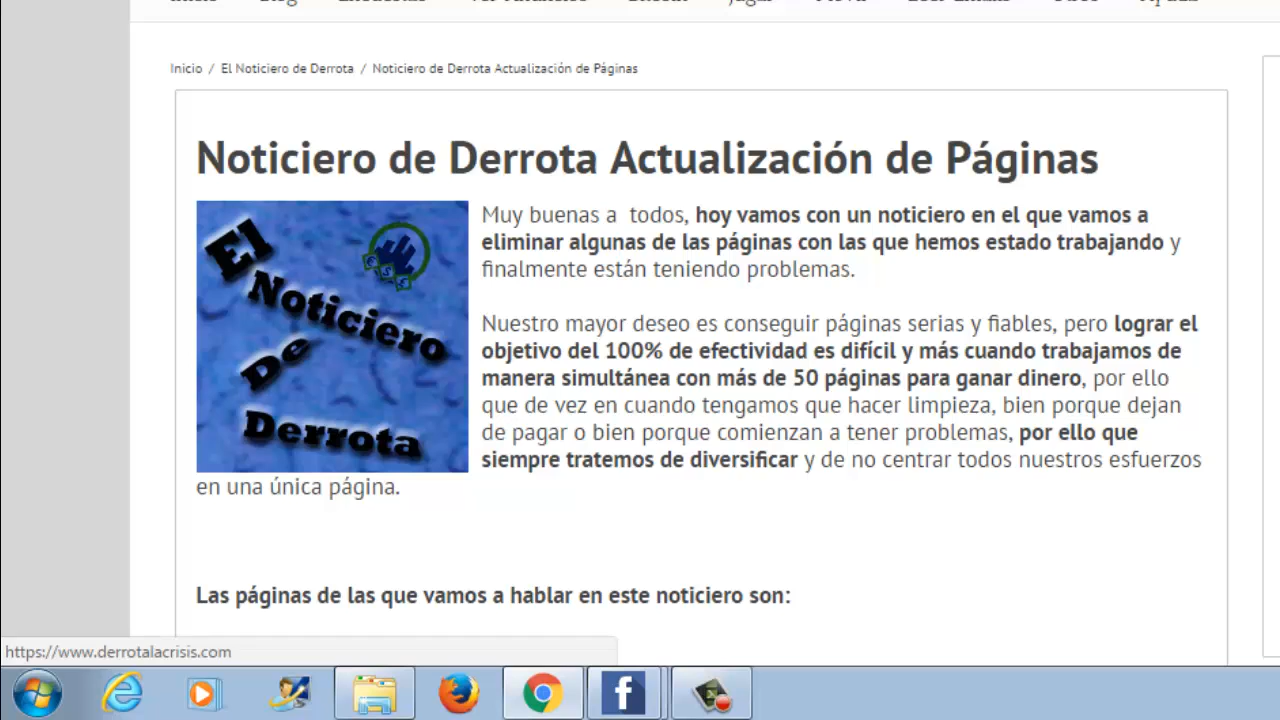 Inicio / El Noticiero de Derrota / Noticiero de Derrota Actualización de Páginas
Noticiero de Derrota Actualización de Páginas
El
Noticiero
De
Derrota
Muy buenas a todos, hoy vamos con un noticiero en el que vamos a
eliminar algunas de las páginas con las que hemos estado trabajando y
finalmente están teniendo problemas.
Nuestro mayor deseo es conseguir páginas serias y fiables, pero lograr el
objetivo del 100% de efectividad es difícil y más cuando trabajamos de
manera simultánea con más de 50 páginas para ganar dinero, por ello
que de vez en cuando tengamos que hacer limpieza, bien porque dejan
de pagar o bien porque comienzan a tener problemas, por ello que
siempre tratemos de diversificar y de no centrar todos nuestros esfuerzos
en una única página.
Las páginas de las que vamos a hablar en este noticiero son:
https://www.derrotalacrisis.com